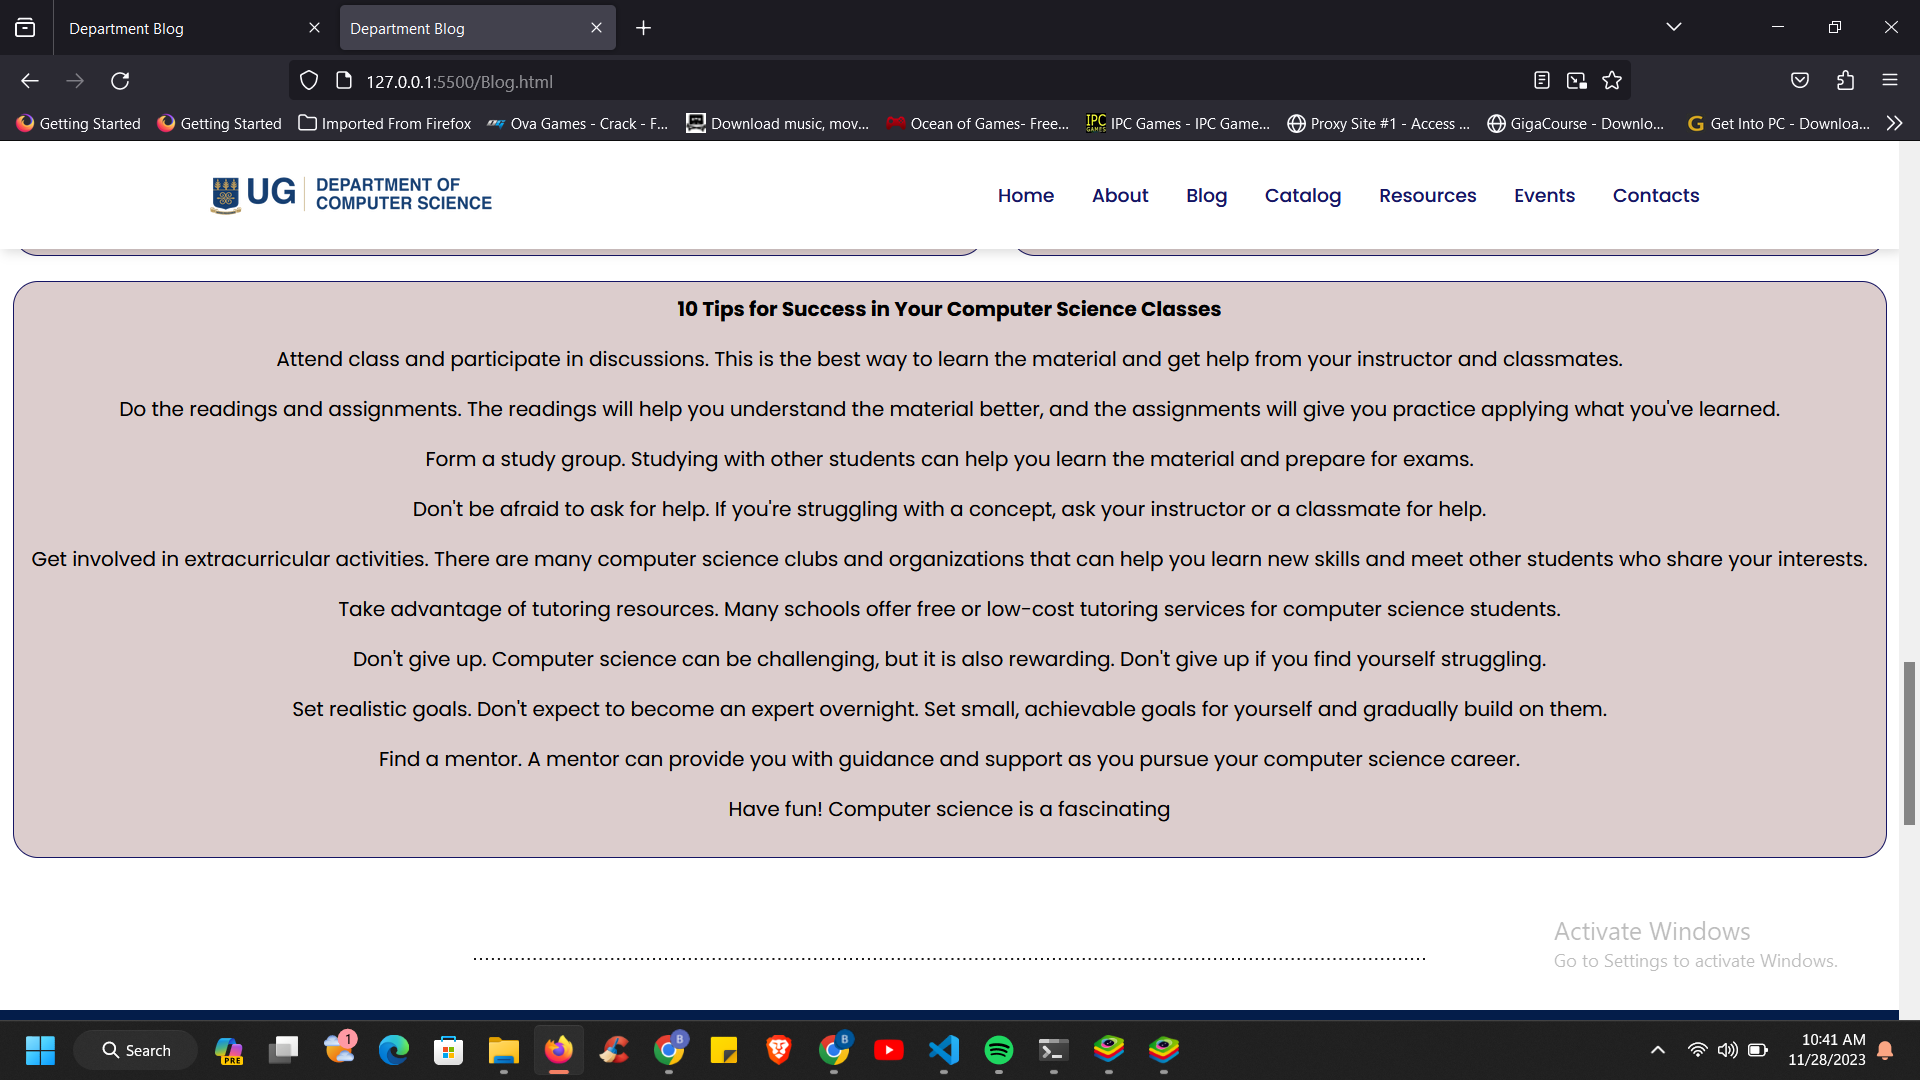 Department Blog
Department Blog
127.0.0.1:5500/Blog.html
Getting Started
Getting Started
Imported From Firefox
Ova Games - Crack - F...
Download music, mov...
Ocean of Games- Free...
IPC GAMES
IPC Games - IPC Game...
Proxy Site #1 - Access ...
GigaCourse - Downlo...
G
Get Into PC - Downloa...
UG
DEPARTMENT OF
COMPUTER SCIENCE
Home
About
Blog
Catalog
Resources
Events
Contacts
10 Tips for Success in Your Computer Science Classes
Attend class and participate in discussions. This is the best way to learn the material and get help from your instructor and classmates.
Do the readings and assignments. The readings will help you understand the material better, and the assignments will give you practice applying what you've learned.
Form a study group. Studying with other students can help you learn the material and prepare for exams.
Don't be afraid to ask for help. If you're struggling with a concept, ask your instructor or a classmate for help.
Get involved in extracurricular activities. There are many computer science clubs and organizations that can help you learn new skills and meet other students who share your interests.
Take advantage of tutoring resources. Many schools offer free or low-cost tutoring services for computer science students.
Don't give up. Computer science can be challenging, but it is also rewarding. Don't give up if you find yourself struggling.
Set realistic goals. Don't expect to become an expert overnight. Set small, achievable goals for yourself and gradually build on them.
Find a mentor. A mentor can provide you with guidance and support as you pursue your computer science career.
Have fun! Computer science is a fascinating
Activate Windows
Go to Settings to activate Windows.
Search
PRE
1
B
B
10:41 AM
11/28/2023